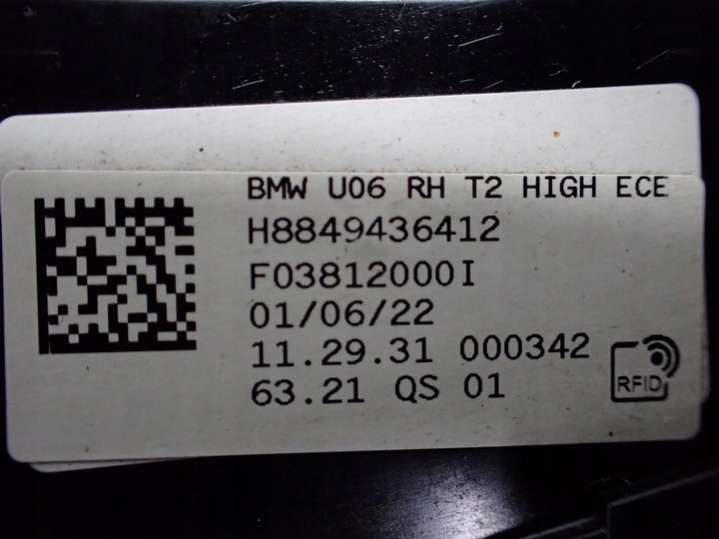 BMW U06 RH T2 HIGH ECE
H8849436412
F03812000I
01/06/22
11.29.31 000342
63.21 QS 01
RFID